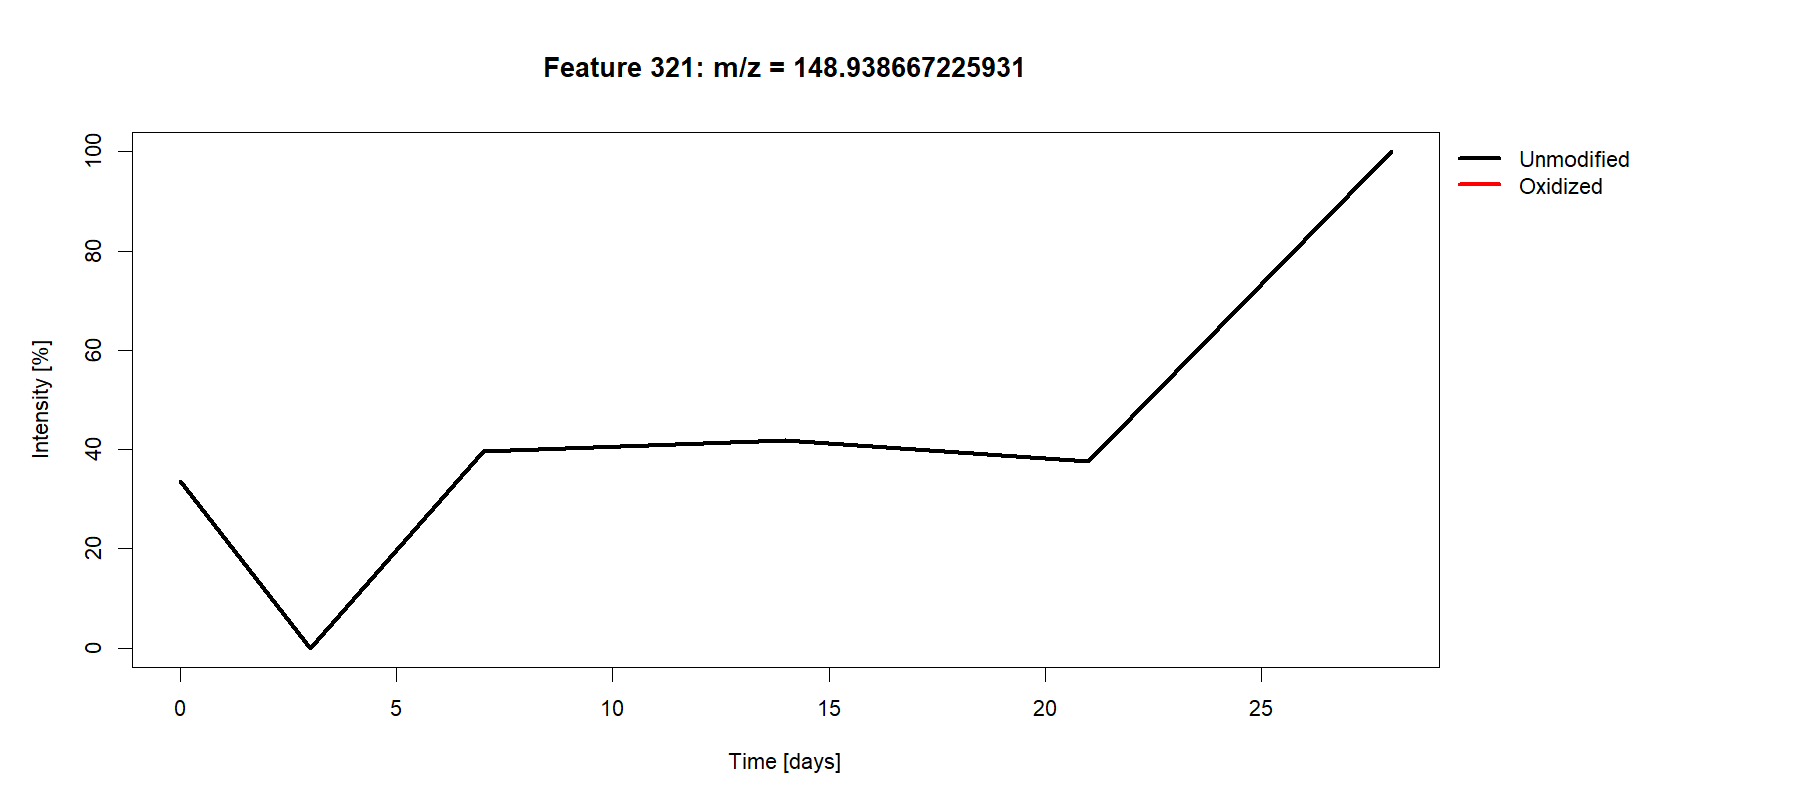 Feature 321: m/z = 148.938667225931
Unmodified
Oxidized
Intensity [%]
100
80
60
40
20
0
0 5 10 15 20 25
Time [days]